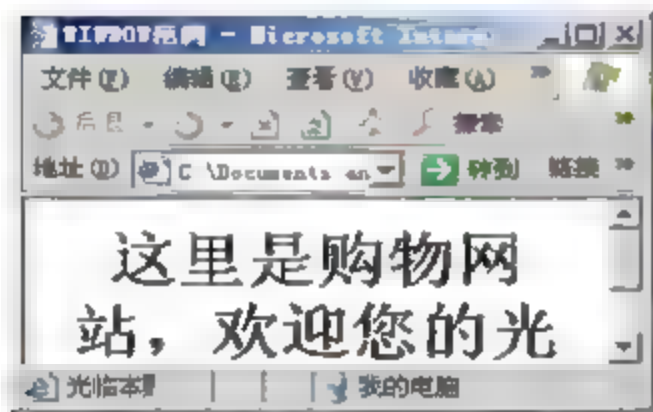 - Microsoft
文件(F) 编辑(E) 查看(V) 收藏(A) »
后退 搜索 »
地址(D) C:\Documents an 转到 链接 »
这里是购物网
站，欢迎您的光
光临本 我的电脑